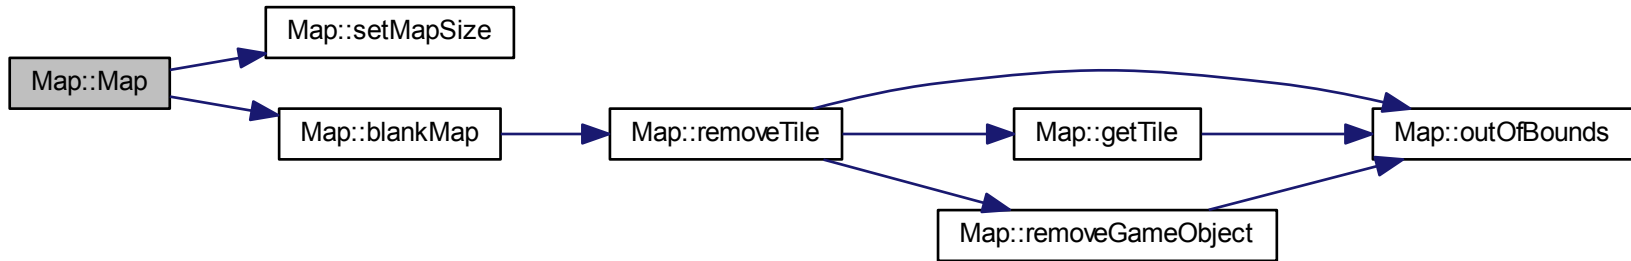 Map::Map
Map::setMapSize
Map::blankMap
Map::removeTile
Map::getTile
Map::removeGameObject
Map::outOfBounds